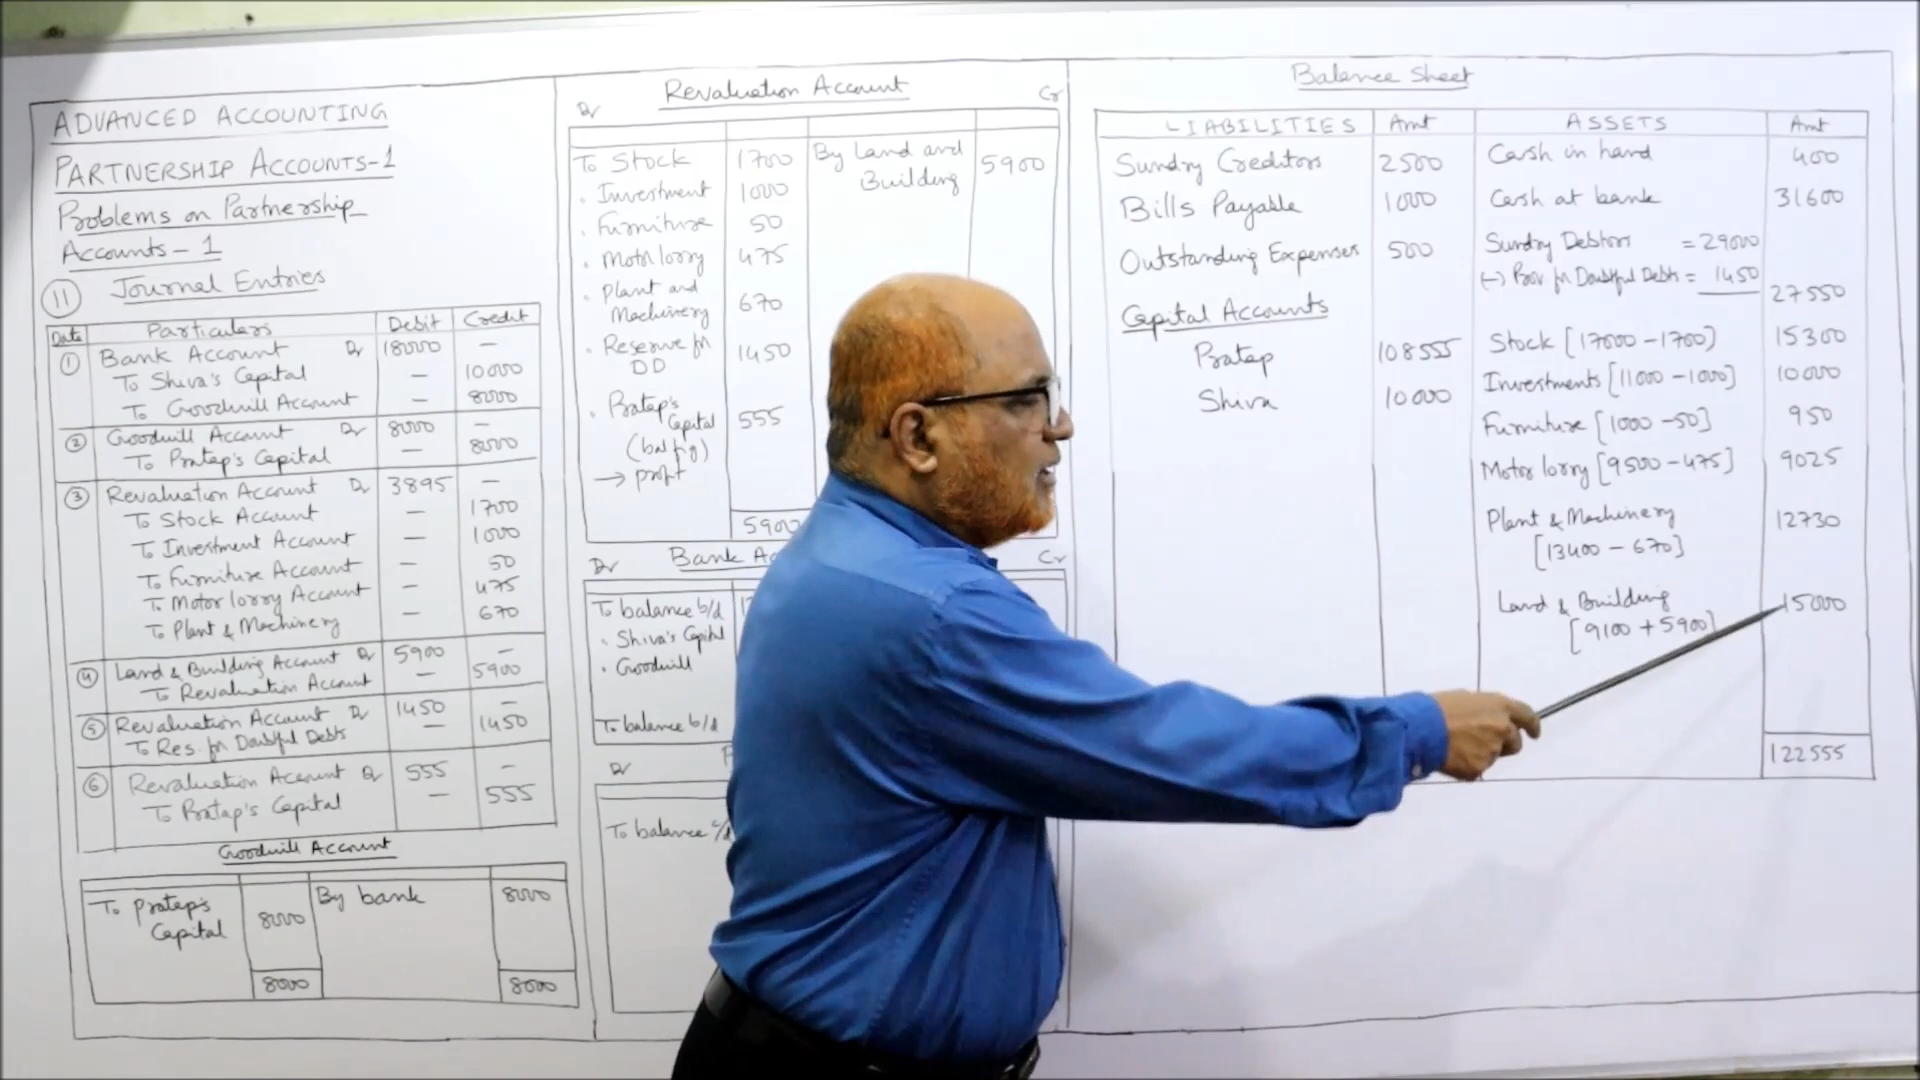 ADVANCED ACCOUNTING
PARTNERSHIP ACCOUNTS-1
Problems on Partnership
Accounts - 1
11 Journal Entries
Date Particulars Debit Credit
1 Bank Account Dr 18000 -
To Shiva's Capital - 10000
To Goodwill Account - 8000
2 Goodwill Account Dr 8000 -
To Pratap's Capital - 8000
3 Revaluation Account Dr 3895 -
To Stock Account - 1700
To Investment Account - 1000
To Furniture Account - 50
To Motor lorry Account - 475
To Plant & Machinery - 670
4 Land & Building Account Dr 5900 -
To Revaluation Account - 5900
5 Revaluation Account Dr 1450 -
To Res. for Doubtful Debts - 1450
6 Revaluation Account Dr 555 -
To Pratap's Capital - 555
Goodwill Account
To Pratap's 8000 By bank 8000
Capital
8000 8000
Revaluation Account
Dr Cr
To Stock 1700 By Land and 5900
Building
. Investment 1000
. Furniture 50
. Motor lorry 475
. Plant and
Machinery 670
. Reserve for 1450
DD
. Pratap's
Capital 555
(bal fig)
→ profit
5900
Dr Bank Cr
To balance b/d
. Shiva's Capital
. Goodwill
To balance b/d
Dr
To balance c/d
Balance Sheet
LIABILITIES Amt ASSETS Amt
Sundry Creditors 2500 Cash in hand 400
Bills Payable 1000 Cash at bank 31600
Outstanding Expenses 500 Sundry Debtors = 29000
(-) Prov. for Doubtful Debts = 1450
27550
Capital Accounts
Pratap 108555 Stock [17000 - 1700] 15300
Shiva 10000 Investments [11000 - 1000] 10000
Furniture [1000 - 50] 950
Motor lorry [9500 - 475] 9025
Plant & Machinery 12730
[13400 - 670]
Land & Building 15000
[9100 + 5900]
122555